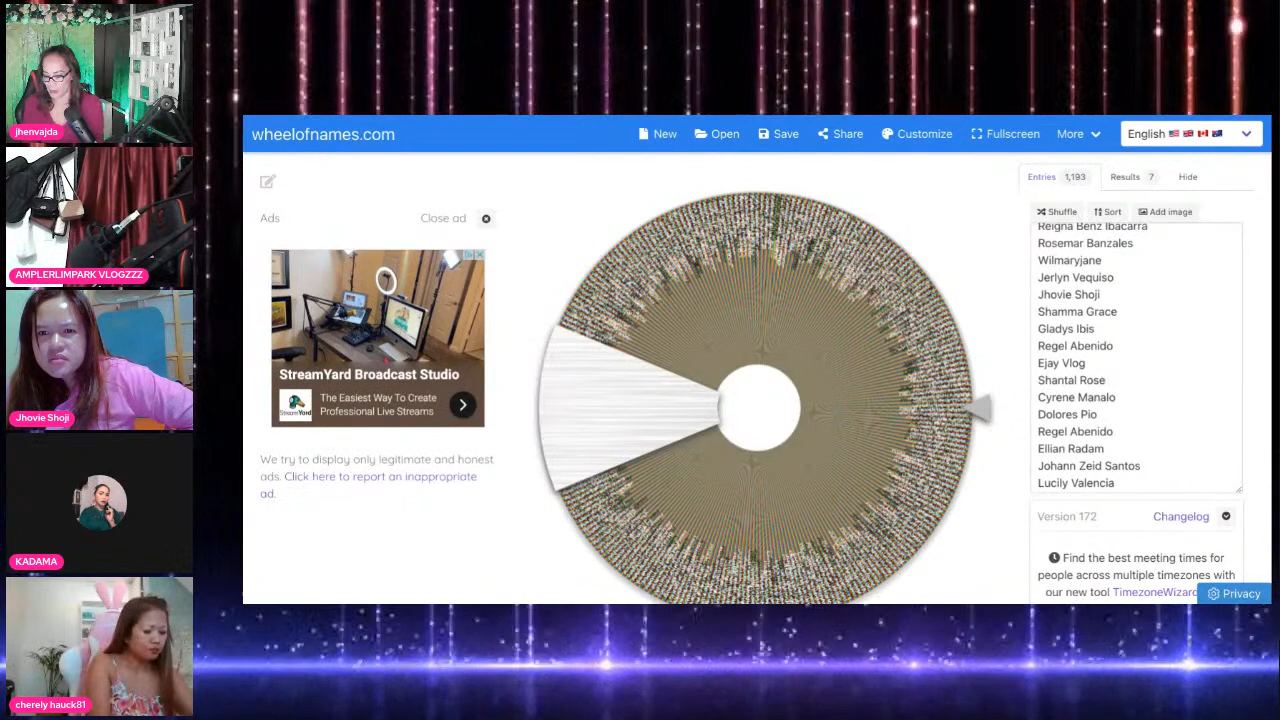 jhenvajda
AMPLERLIMPARK VLOGZZZ
Jhovie Shoji
KADAMA
cherely hauck81
wheelofnames.com
New
Open
Save
Share
Customize
Fullscreen
More
English
Ads
Close ad
StreamYard Broadcast Studio
StreamYard
The Easiest Way To Create
Professional Live Streams
We try to display only legitimate and honest
ads. Click here to report an inappropriate
ad.
Entries 1,193
Results 7
Hide
Shuffle
Sort
Add image
Reigna Benz Ibacarra
Rosemar Banzales
Wilmaryjane
Jerlyn Vequiso
Jhovie Shoji
Shamma Grace
Gladys Ibis
Regel Abenido
Ejay Vlog
Shantal Rose
Cyrene Manalo
Dolores Pio
Regel Abenido
Ellian Radam
Johann Zeid Santos
Lucily Valencia
Version 172
Changelog
Find the best meeting times for
people across multiple timezones with
our new tool TimezoneWizard
Privacy